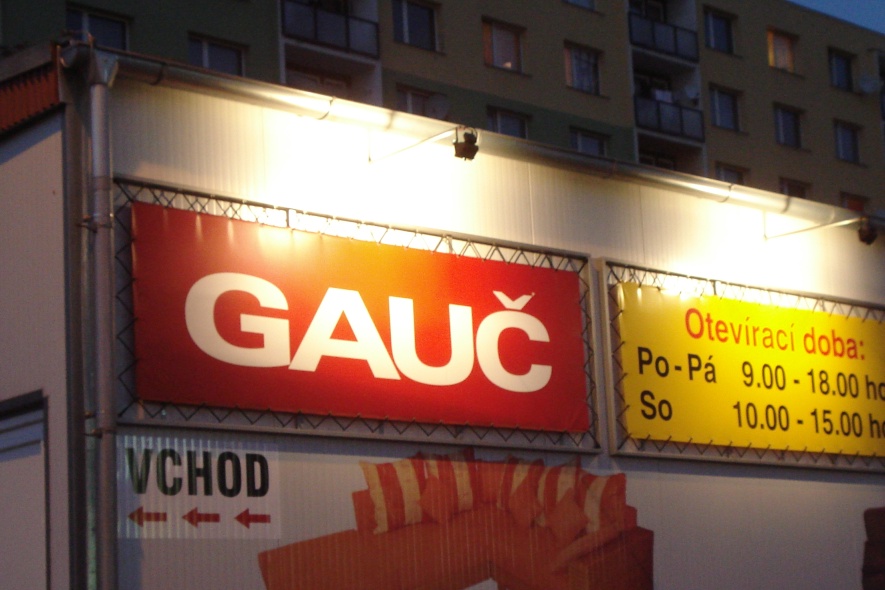 GAUČ
Otevírací doba:
Po - Pá 9.00 - 18.00
So 10.00 - 15.00
VCHOD